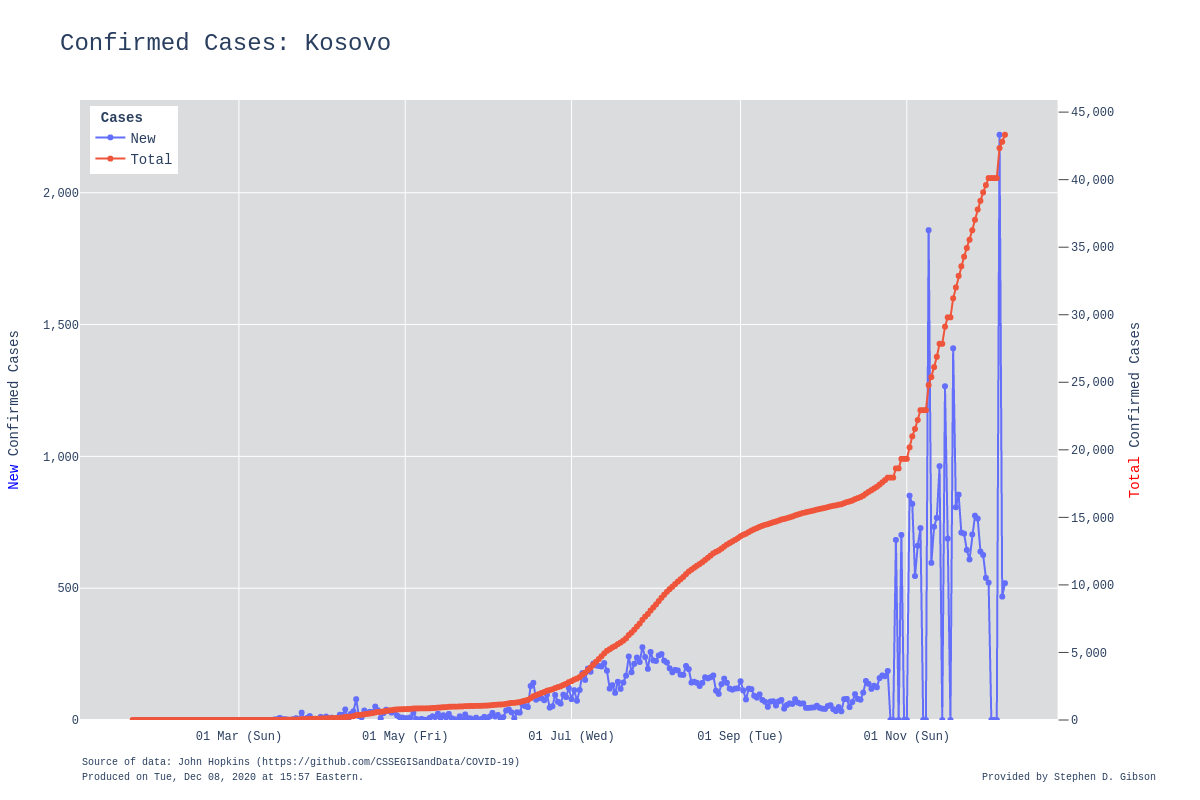 Confirmed Cases: Kosovo
Cases
New
Total
2,000
1,500
1,000
500
0
New Confirmed Cases
45,000
40,000
35,000
30,000
25,000
20,000
15,000
10,000
5,000
0
Total Confirmed Cases
01 Mar (Sun) 01 May (Fri) 01 Jul (Wed) 01 Sep (Tue) 01 Nov (Sun)
Source of data: John Hopkins (https://github.com/CSSEGISandData/COVID-19)
Produced on Tue, Dec 08, 2020 at 15:57 Eastern.
Provided by Stephen D. Gibson